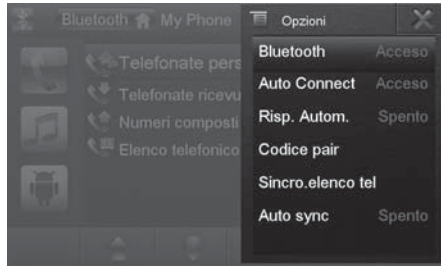 Bluetooth My Phone
Opzioni
Telefonate pers
Telefonate ricevu
Numeri composti
Elenco telefonico
Bluetooth Acceso
Auto Connect Acceso
Risp. Autom. Spento
Codice pair
Sincro.elenco tel
Auto sync Spento